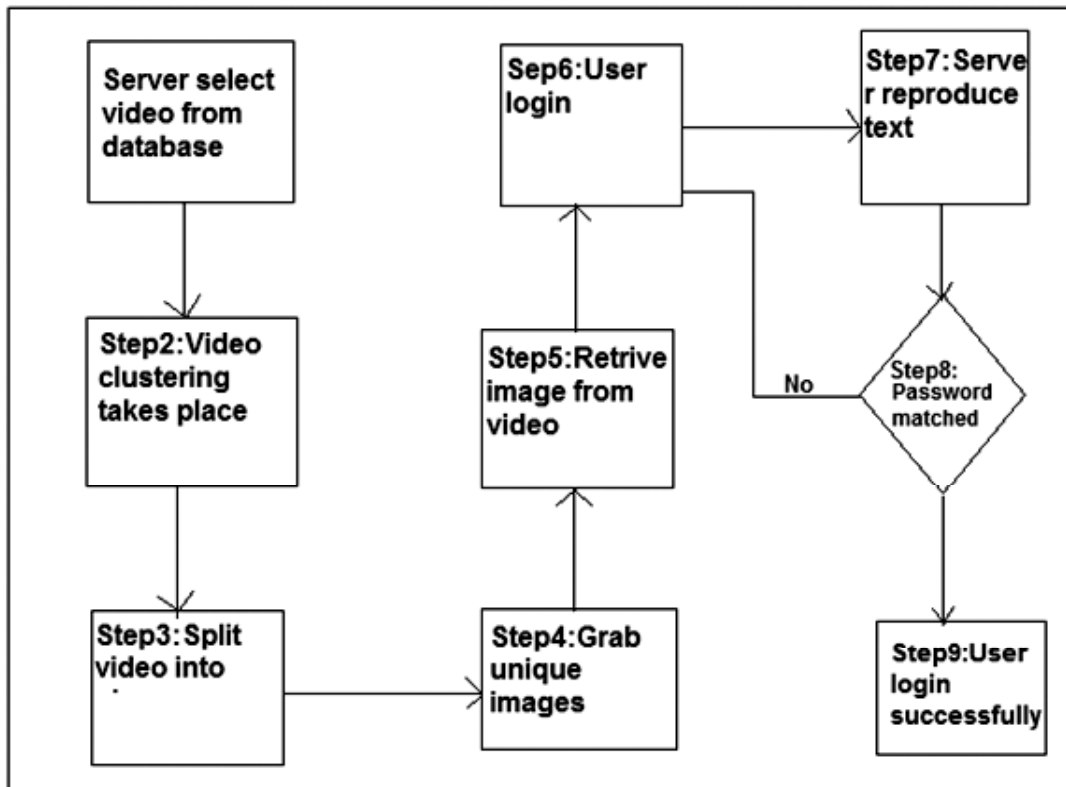 Server select
video from
database
Step2:Video
clustering
takes place
Step3:Split
video into
Step4:Grab
unique
images
Step5:Retrive
image from
video
Sep6:User
login
Step7:Serve
r reproduce
text
Step8:
Password
matched
No
Step9:User
login
successfully